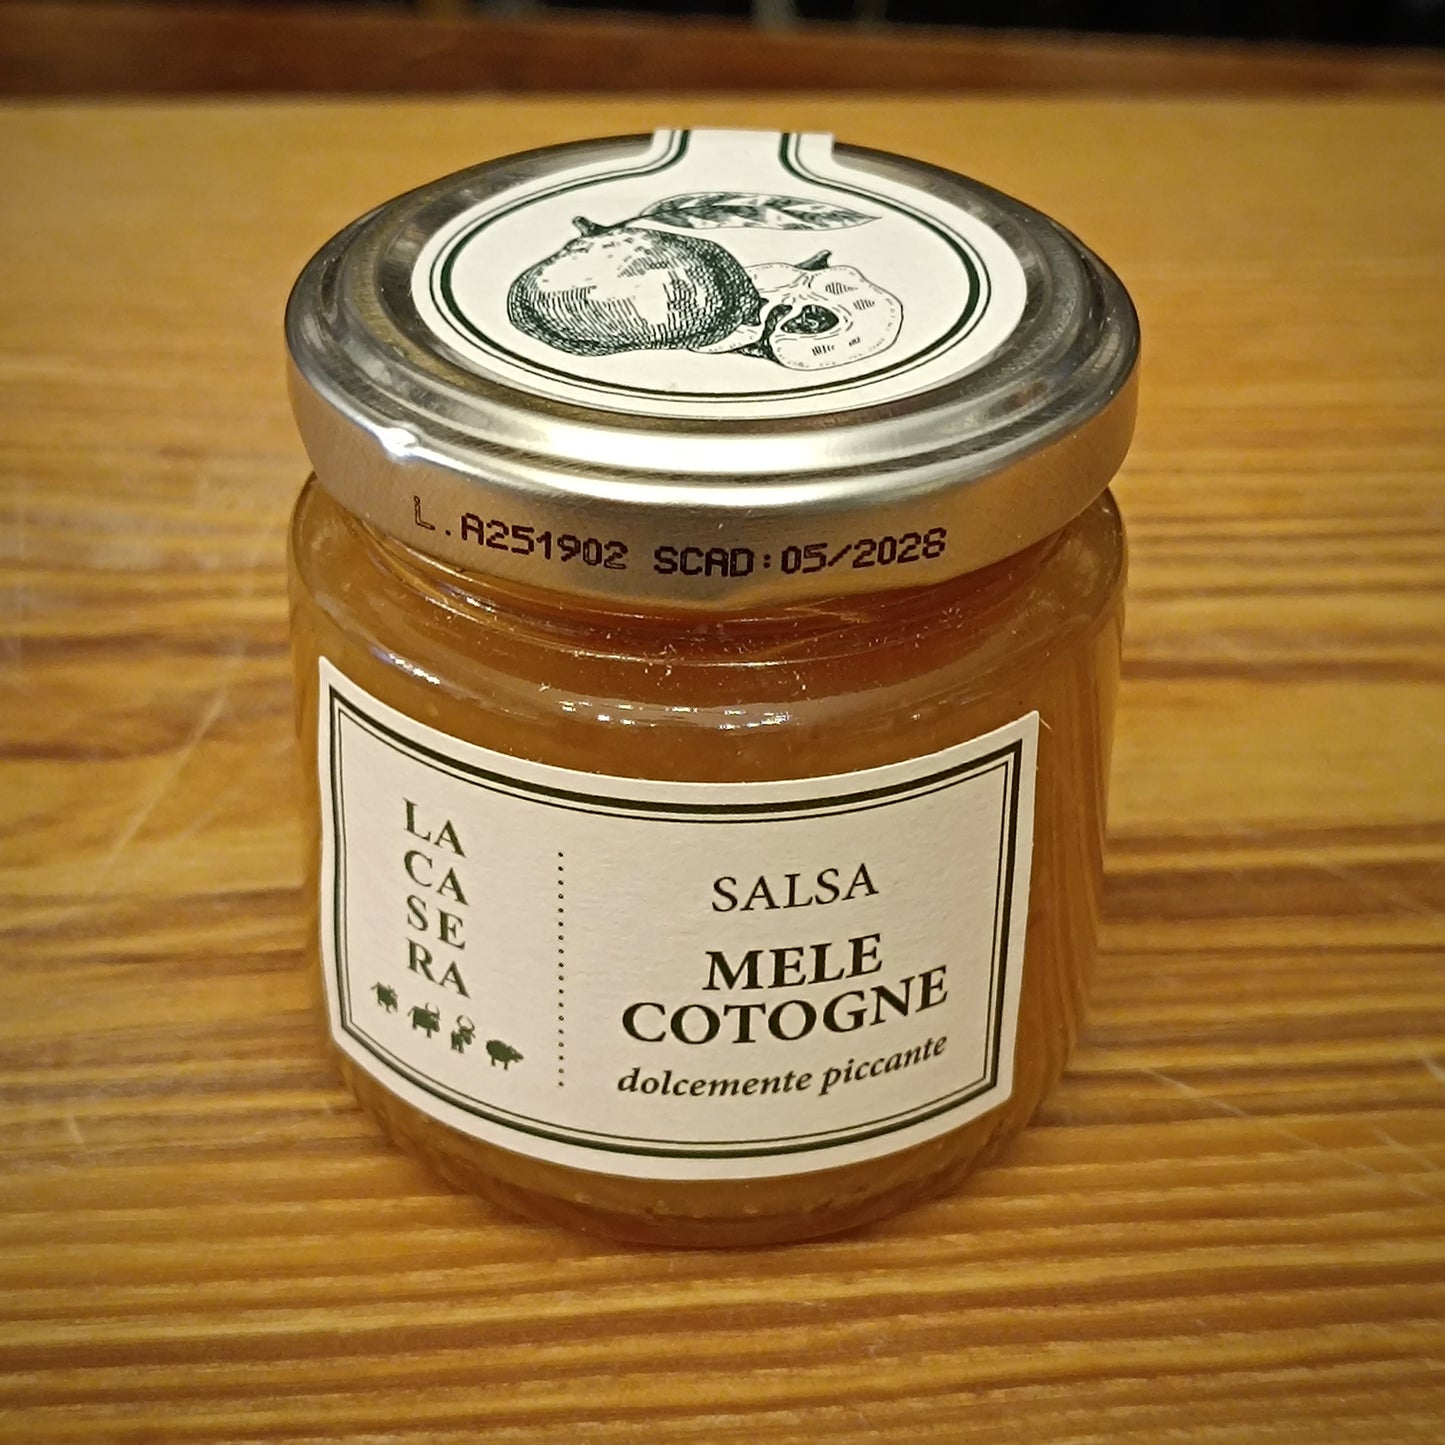 L.A251902 SCAD:05/2028
LA
CA
SE
RA
SALSA
MELE
COTOGNE
dolcemente piccante